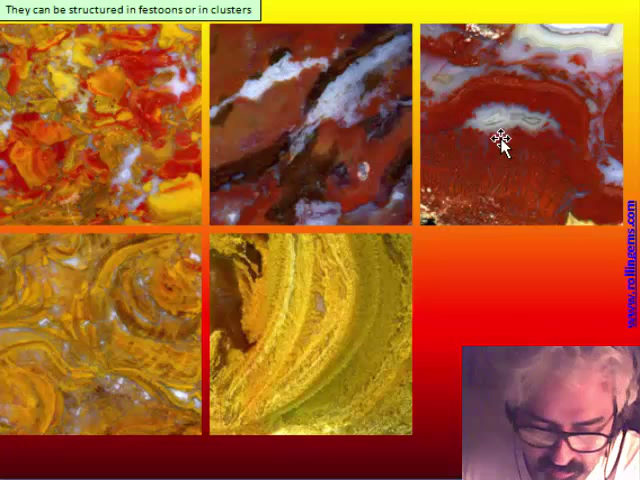 They can be structured in festoons or in clusters
www.rollingems.com